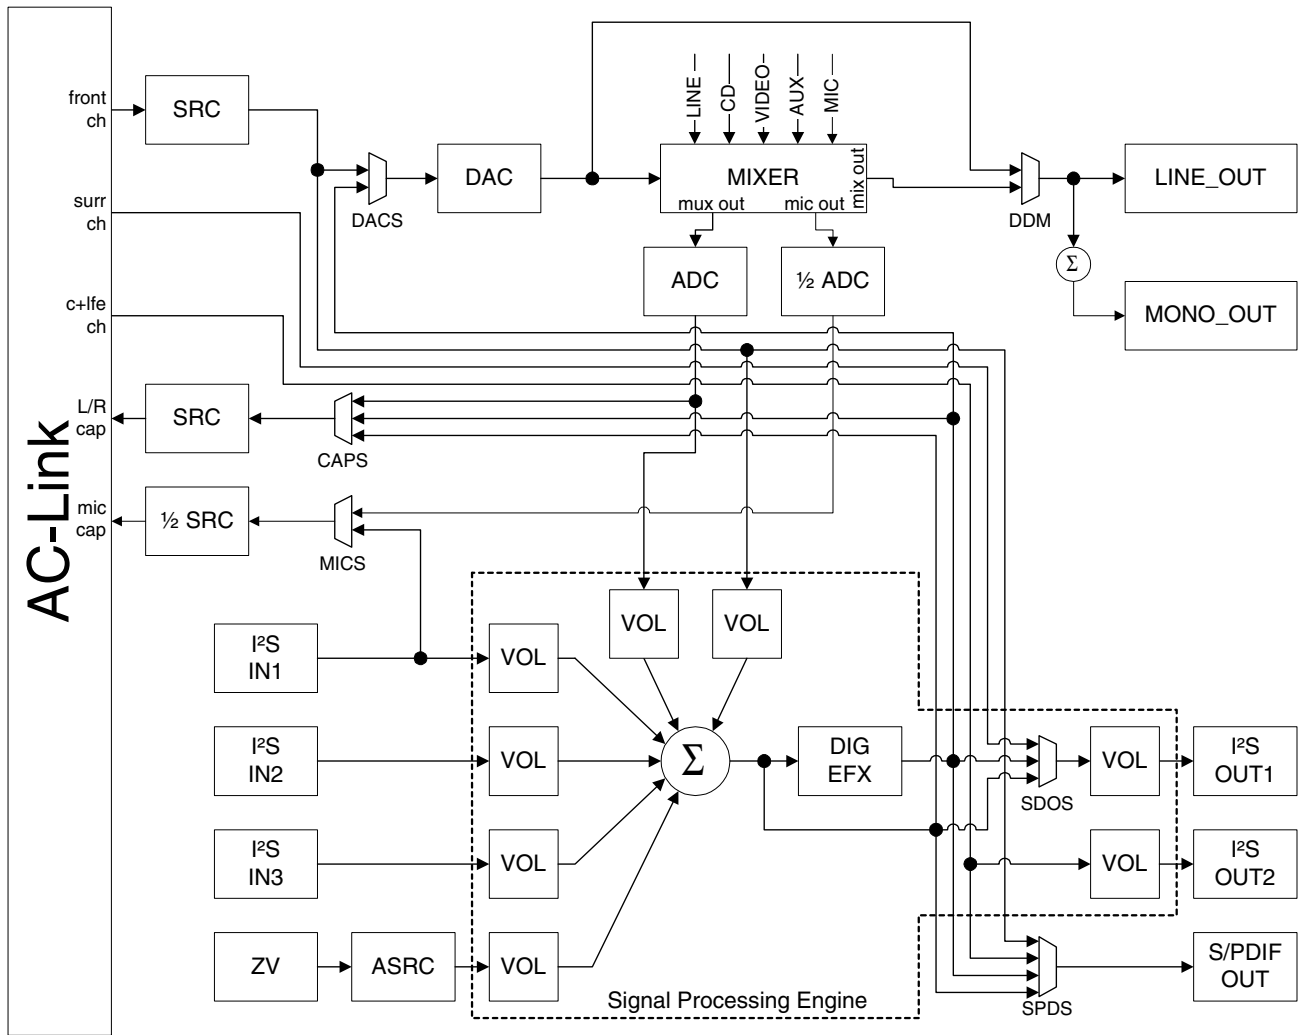 AC-Link
front
ch
SRC
surr
ch
c+lfe
ch
L/R
cap
SRC
mic
cap
½ SRC
DACS
DAC
LINE
CD
VIDEO
AUX
MIC
MIXER
mix out
mux out
mic out
DDM
LINE_OUT
Σ
MONO_OUT
ADC
½ ADC
CAPS
MICS
VOL
VOL
I²S
IN1
VOL
I²S
IN2
VOL
Σ
DIG
EFX
SDOS
VOL
I²S
OUT1
I²S
IN3
VOL
VOL
I²S
OUT2
ZV
ASRC
VOL
Signal Processing Engine
SPDS
S/PDIF
OUT